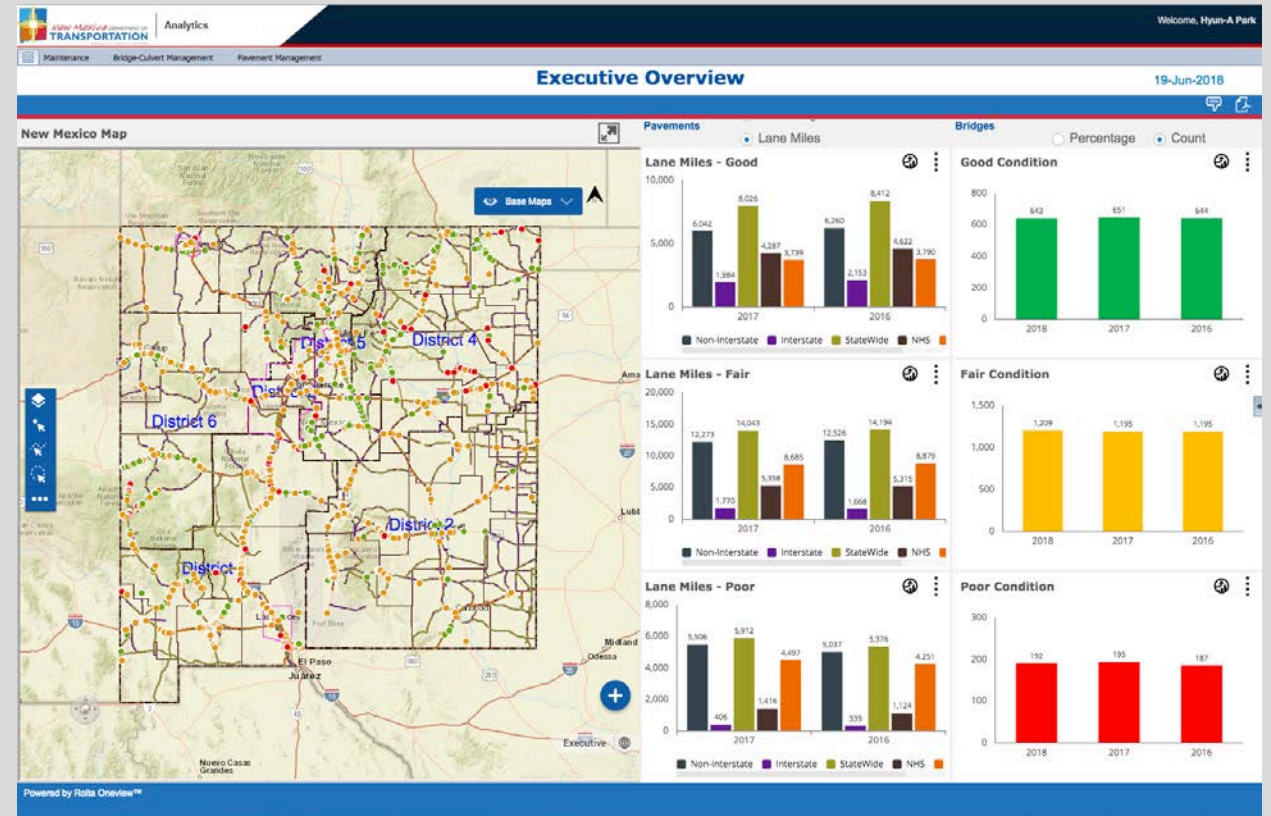 New Mexico DEPARTMENT OF
TRANSPORTATION
Analytics
Welcome, Hyun-A Park
Maintenance Bridge-Culvert Management Pavement Management
Executive Overview
19-Jun-2018
New Mexico Map
Base Maps
District 5
District 4
District 6
District 2
District
Gallup
Las Cruces
Fort Bliss
El Paso
Juárez
Carlsbad
Midland
Odessa
Lubb
Ama
Nuevo Casas
Grandes
Executive
Pavements
Lane Miles
Bridges
Percentage Count
Lane Miles - Good
10,000
5,000
0
6,042 1,984 8,026 4,287 3,739
6,260 2,153 8,412 4,622 3,790
2017 2016
Non-Interstate Interstate StateWide NHS
Good Condition
800
600
400
200
0
643 651 644
2018 2017 2016
Lane Miles - Fair
20,000
15,000
10,000
5,000
0
12,273 1,770 14,043 5,358 8,685
12,526 1,668 14,194 5,315 8,879
2017 2016
Non-Interstate Interstate StateWide NHS
Fair Condition
1,500
1,000
500
0
1,209 1,195 1,195
2018 2017 2016
Lane Miles - Poor
8,000
6,000
4,000
2,000
0
5,506 406 5,912 1,416 4,497
5,037 339 5,376 1,124 4,251
2017 2016
Non-Interstate Interstate StateWide NHS
Poor Condition
300
200
100
0
192 195 187
2018 2017 2016
Powered by Rolta Oneview™